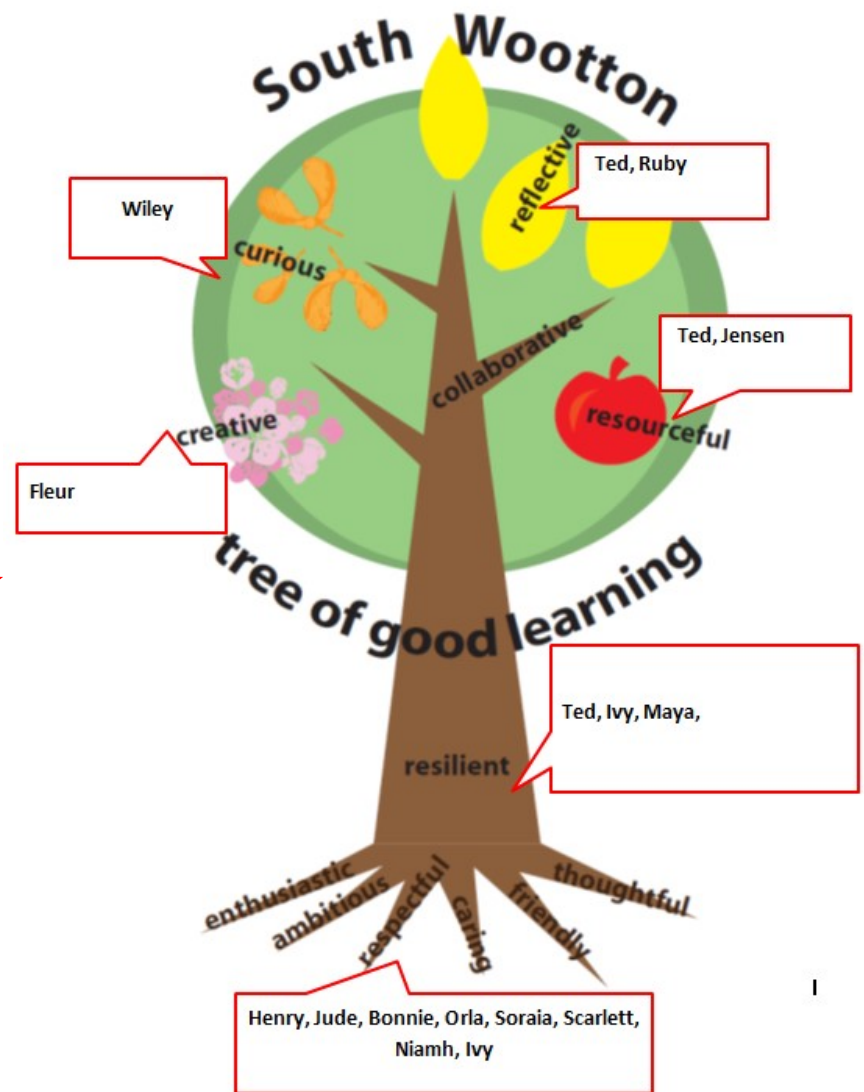 South Wootton
reflective
Ted, Ruby
Wiley
curious
collaborative
Ted, Jensen
resourceful
creative
Fleur
tree of good learning
Ted, Ivy, Maya,
resilient
enthusiastic
ambitious
respectful
caring
friendly
thoughtful
Henry, Jude, Bonnie, Orla, Soraia, Scarlett,
Niamh, Ivy
I